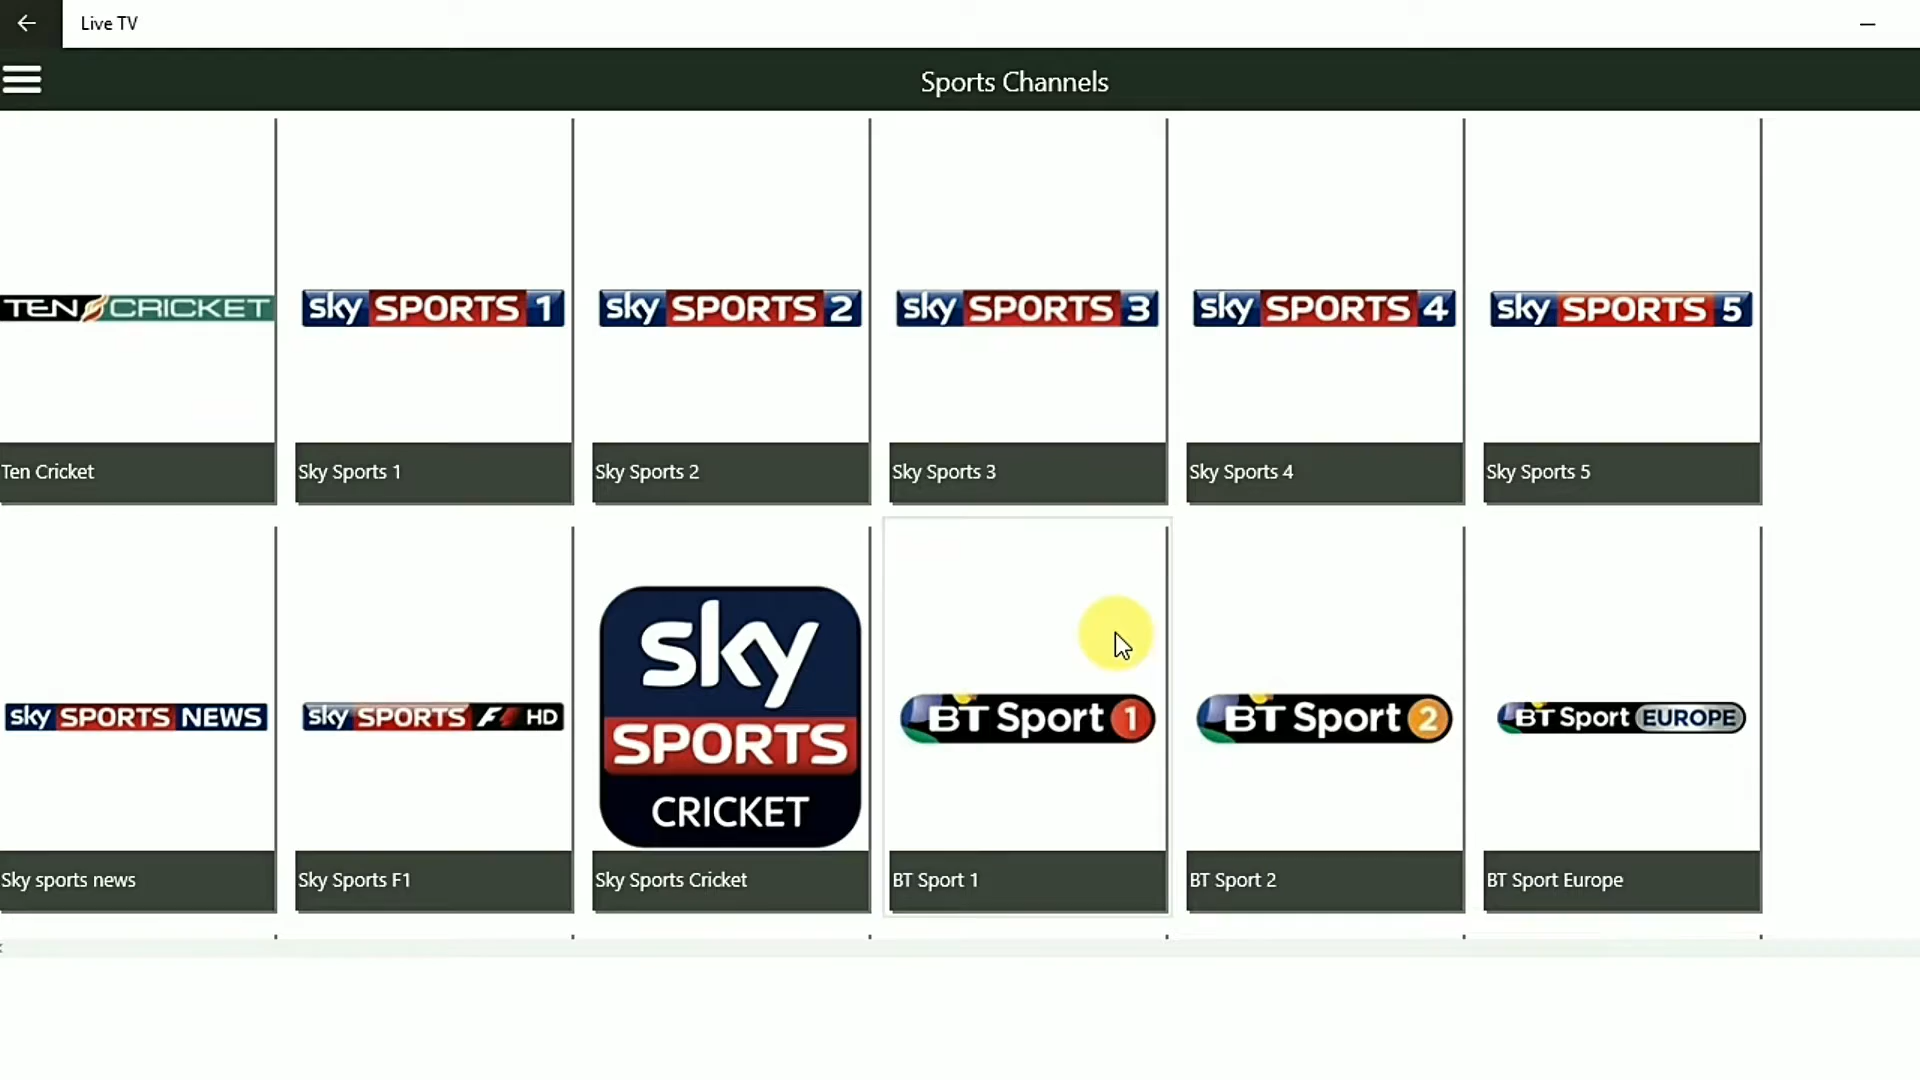 Live TV
Sports Channels
TEN CRICKET
sky SPORTS 1
sky SPORTS 2
sky SPORTS 3
sky SPORTS 4
sky SPORTS 5
Ten Cricket
Sky Sports 1
Sky Sports 2
Sky Sports 3
Sky Sports 4
Sky Sports 5
sky SPORTS NEWS
sky SPORTS F1 HD
sky
SPORTS
CRICKET
BT Sport 1
BT Sport 2
BT Sport EUROPE
Sky sports news
Sky Sports F1
Sky Sports Cricket
BT Sport 1
BT Sport 2
BT Sport Europe